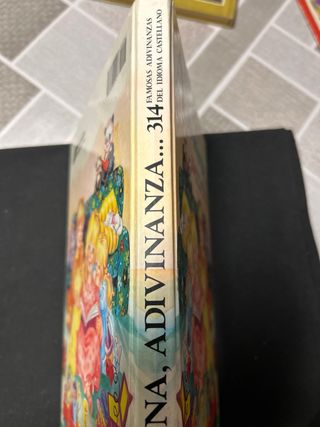 NA, ADIVINANZA... 314
FAMOSAS ADIVINANZAS
DEL IDIOMA CASTELLANO